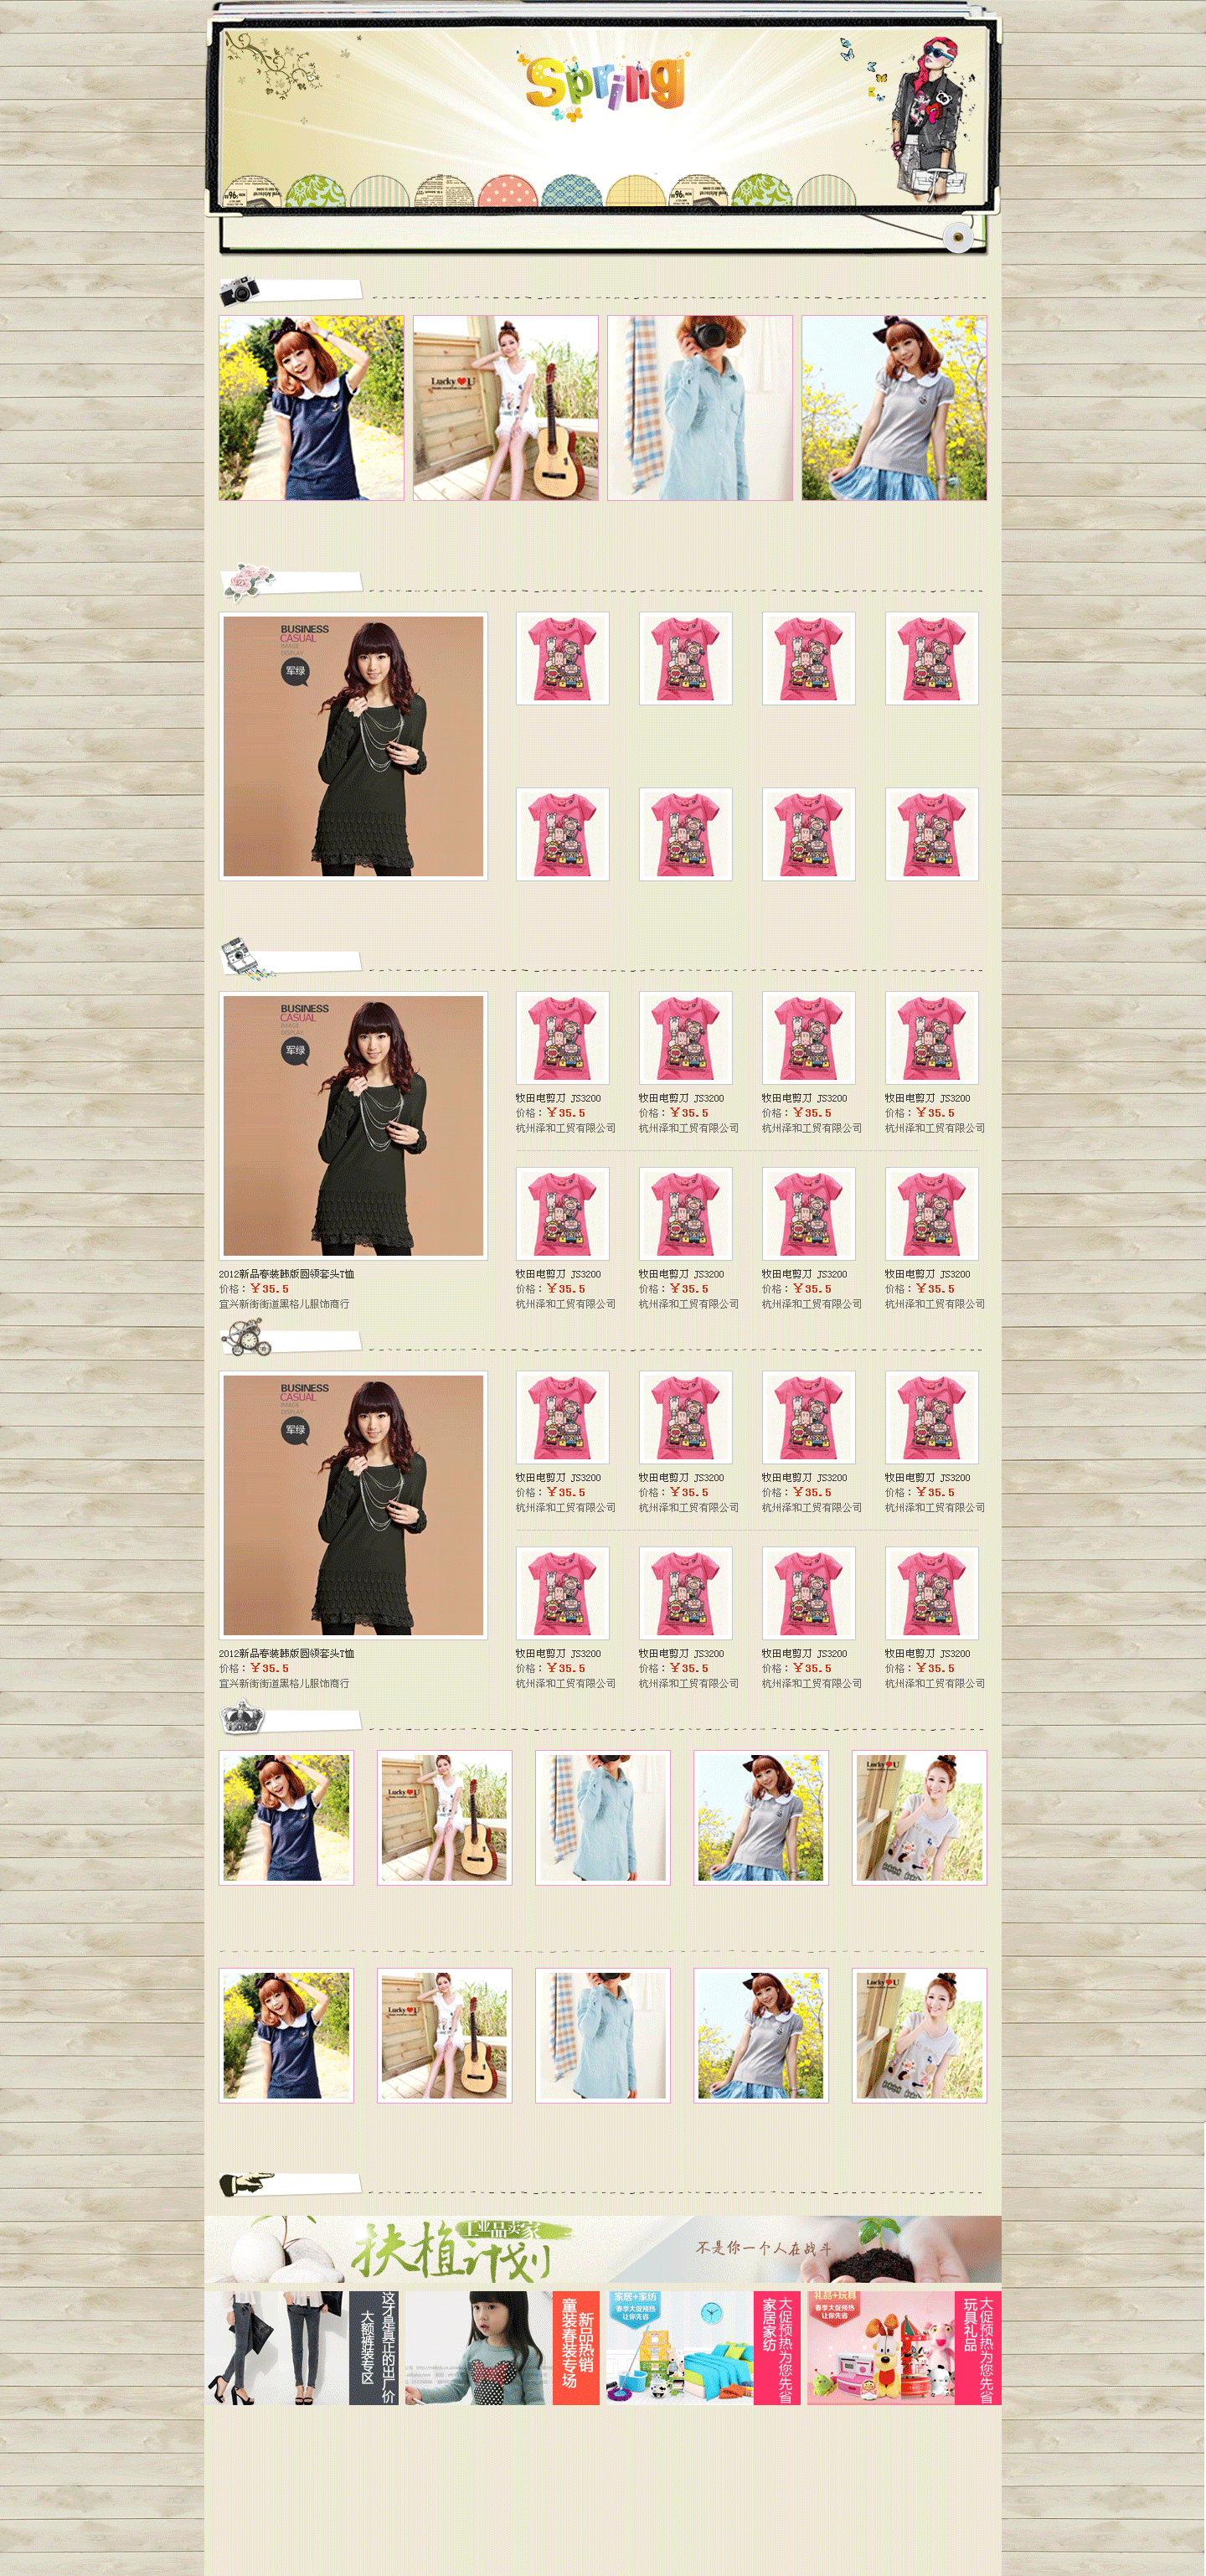 Spring
Lucky U
BUSINESS
CASUAL
IMAGE
DISPLAY
军绿
BUSINESS
CASUAL
IMAGE
DISPLAY
军绿
牧田电剪刀 JS3200
价格：￥35.5
杭州泽和工贸有限公司
牧田电剪刀 JS3200
价格：￥35.5
杭州泽和工贸有限公司
牧田电剪刀 JS3200
价格：￥35.5
杭州泽和工贸有限公司
牧田电剪刀 JS3200
价格：￥35.5
杭州泽和工贸有限公司
2012新品春装韩版圆领套头T恤
价格：￥35.5
宜兴新街街道黑格儿服饰商行
牧田电剪刀 JS3200
价格：￥35.5
杭州泽和工贸有限公司
牧田电剪刀 JS3200
价格：￥35.5
杭州泽和工贸有限公司
牧田电剪刀 JS3200
价格：￥35.5
杭州泽和工贸有限公司
牧田电剪刀 JS3200
价格：￥35.5
杭州泽和工贸有限公司
BUSINESS
CASUAL
IMAGE
DISPLAY
军绿
牧田电剪刀 JS3200
价格：￥35.5
杭州泽和工贸有限公司
牧田电剪刀 JS3200
价格：￥35.5
杭州泽和工贸有限公司
牧田电剪刀 JS3200
价格：￥35.5
杭州泽和工贸有限公司
牧田电剪刀 JS3200
价格：￥35.5
杭州泽和工贸有限公司
2012新品春装韩版圆领套头T恤
价格：￥35.5
宜兴新街街道黑格儿服饰商行
牧田电剪刀 JS3200
价格：￥35.5
杭州泽和工贸有限公司
牧田电剪刀 JS3200
价格：￥35.5
杭州泽和工贸有限公司
牧田电剪刀 JS3200
价格：￥35.5
杭州泽和工贸有限公司
牧田电剪刀 JS3200
价格：￥35.5
杭州泽和工贸有限公司
Lucky U
Lucky U
Lucky U
Lucky U
扶植计划
工业品卖家
不是你一个人在战斗
这才是真正的出厂价
大额裤装专区
新品热销
童装春装专场
家居+家纺
春季大促预热
让你先省
大促预热为您先省
家居家纺
礼品+玩具
春季大促预热
让你先省
大促预热为您先省
玩具礼品